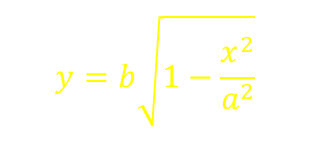 y = b√(1 − x²/a²)